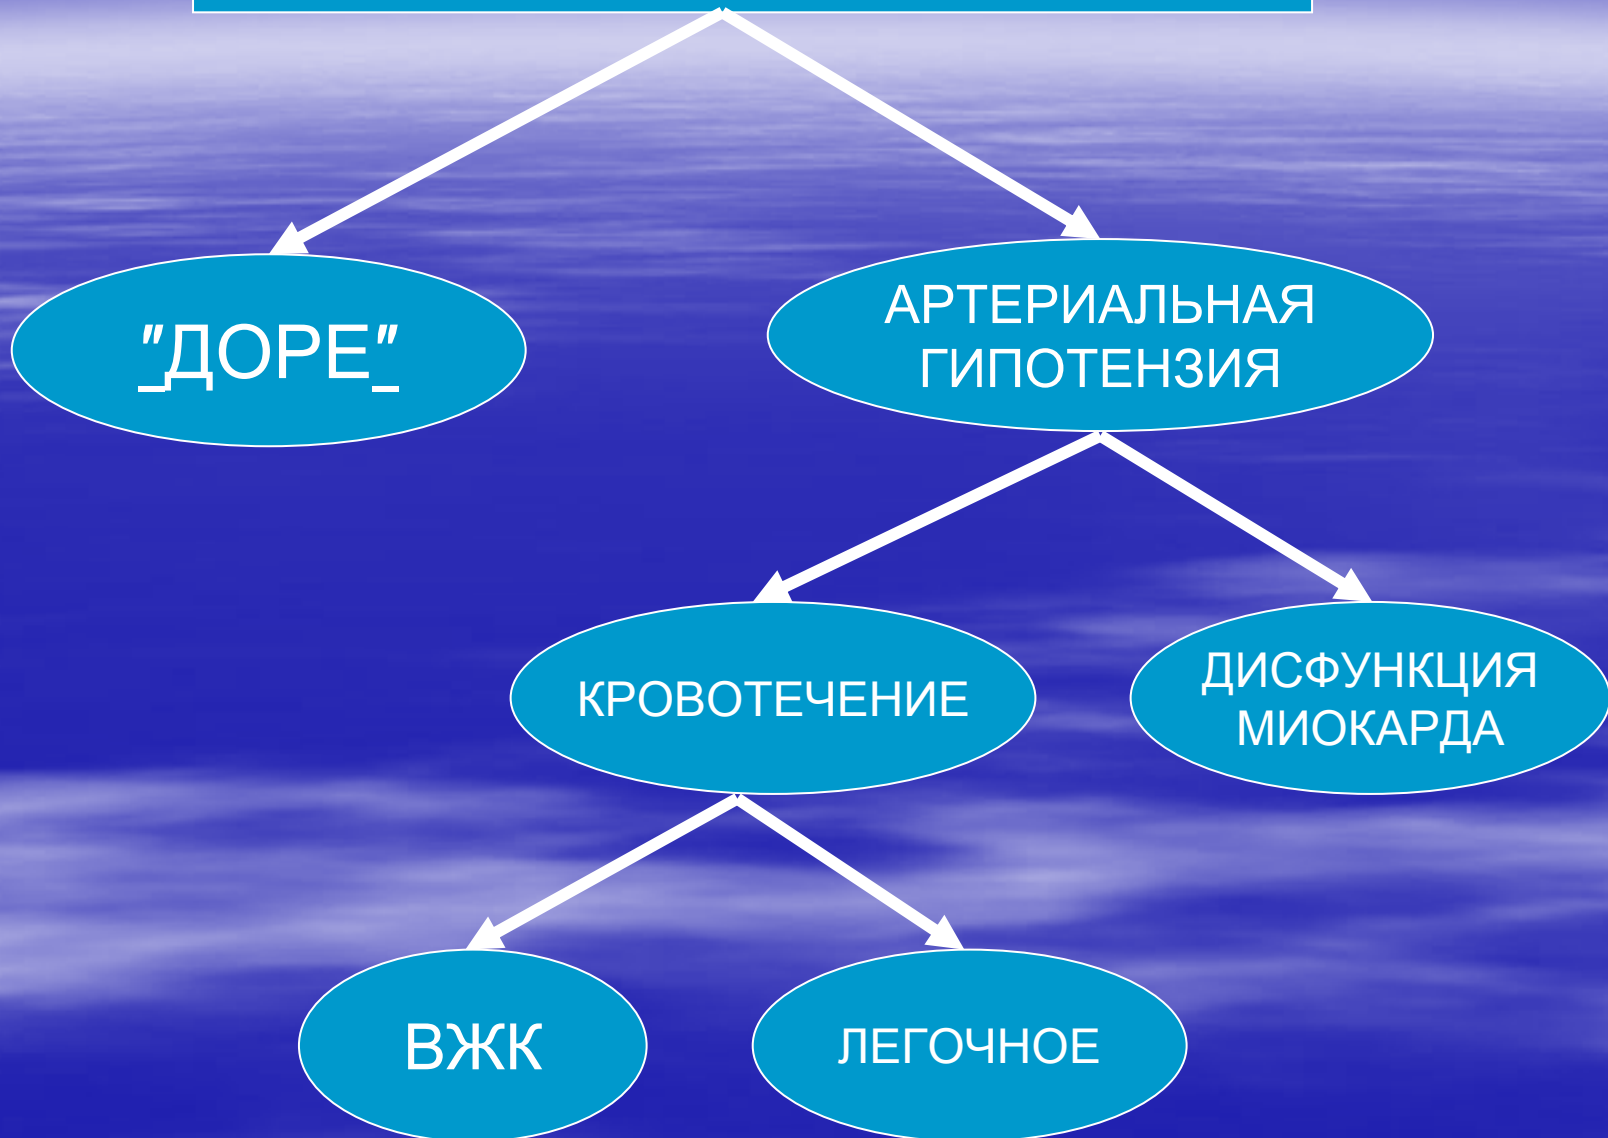 "ДОРЕ"
АРТЕРИАЛЬНАЯ
ГИПОТЕНЗИЯ
КРОВОТЕЧЕНИЕ
ДИСФУНКЦИЯ
МИОКАРДА
ВЖК
ЛЕГОЧНОЕ